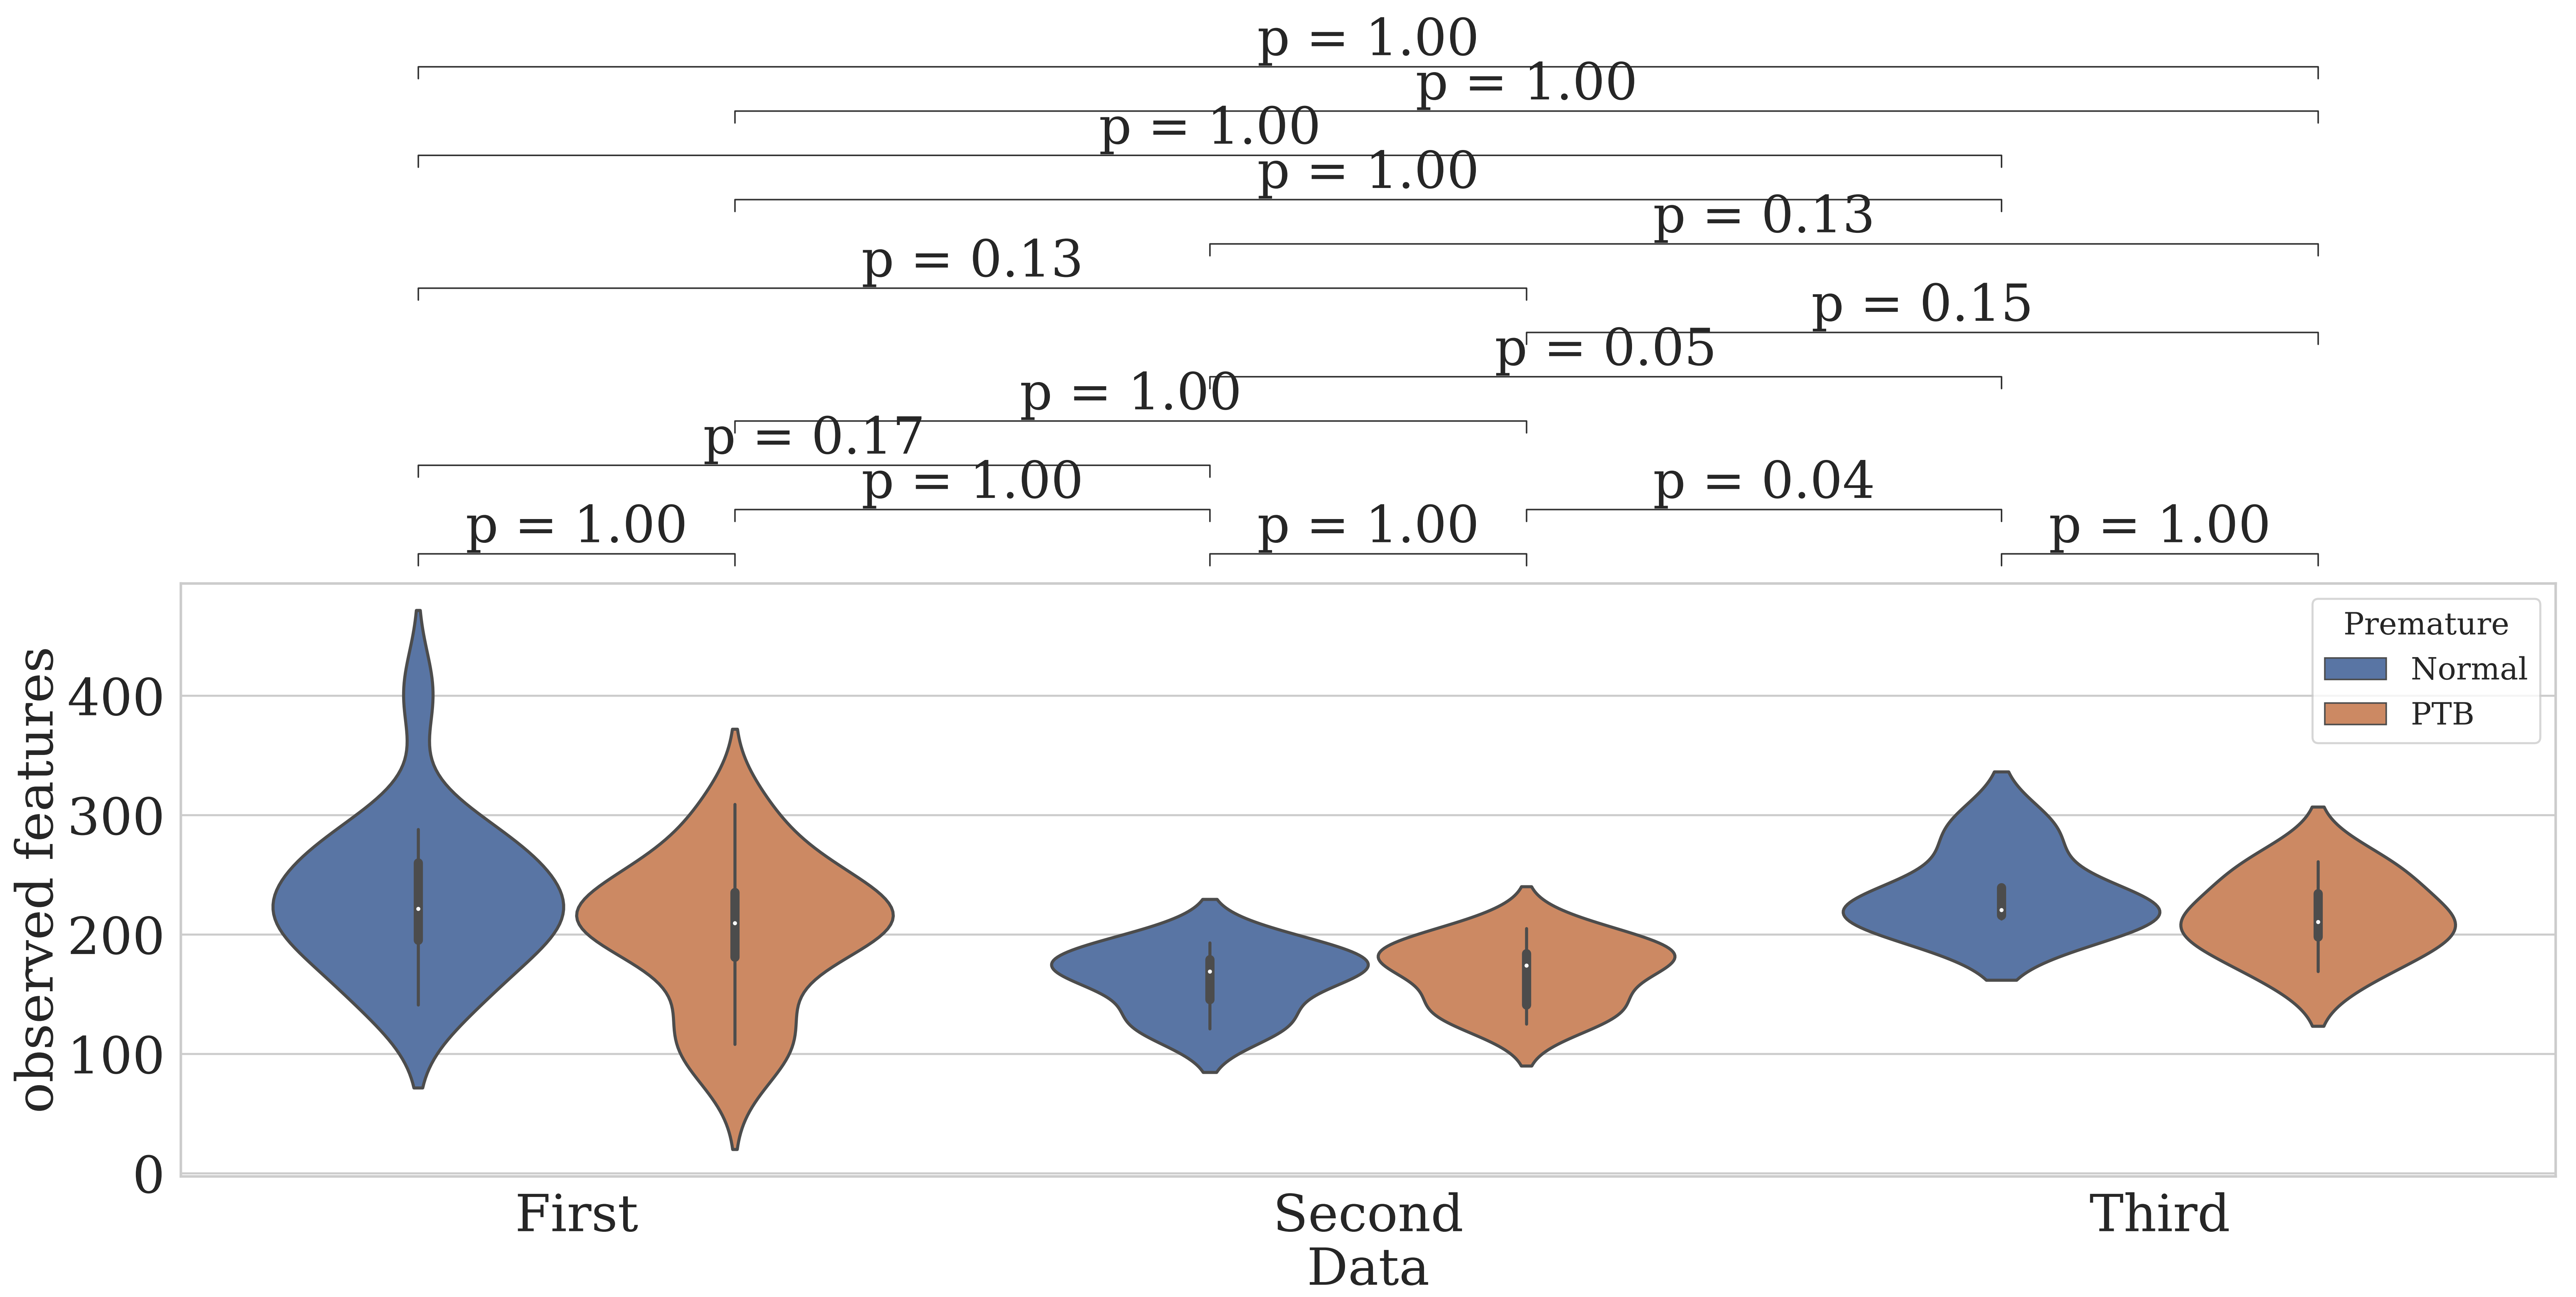 p = 1.00
p = 1.00
p = 1.00
p = 1.00
p = 0.13
p = 0.13
p = 0.15
p = 0.05
p = 1.00
p = 0.17
p = 1.00 p = 0.04
p = 1.00 p = 1.00 p = 1.00
observed features
400
300
200
100
0
Premature
Normal
PTB
First Second Third
Data